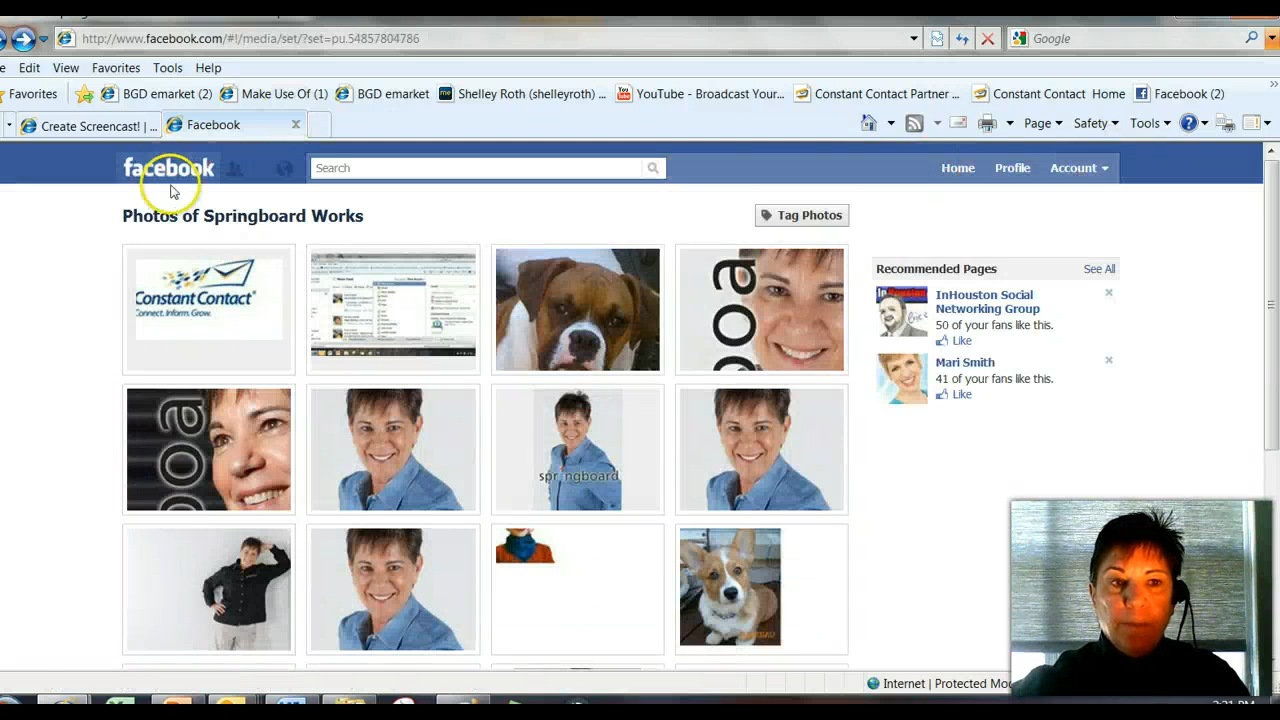 http://www.facebook.com/#!/media/set/?set=pu.54857804786
Google
Edit View Favorites Tools Help
Favorites BGD emarket (2) Make Use Of (1) BGD emarket Shelley Roth (shelleyroth) ... YouTube - Broadcast Your... Constant Contact Partner ... Constant Contact Home Facebook (2)
Create Screencast! | ... Facebook Page Safety Tools
facebook Search Home Profile Account
Photos of Springboard Works Tag Photos
Recommended Pages See All
InHouston Social
Networking Group
50 of your fans like this.
Like
Mari Smith
41 of your fans like this.
Like
Constant Contact
Connect. Inform. Grow.
springboard
Internet | Protected Mo